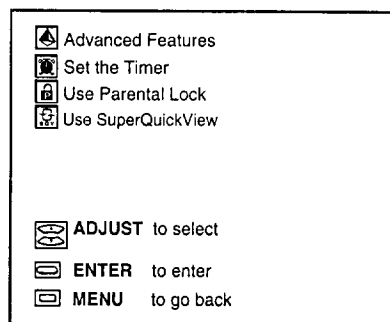 Advanced Features
Set the Timer
Use Parental Lock
Use SuperQuickView
ADJUST to select
ENTER to enter
MENU to go back